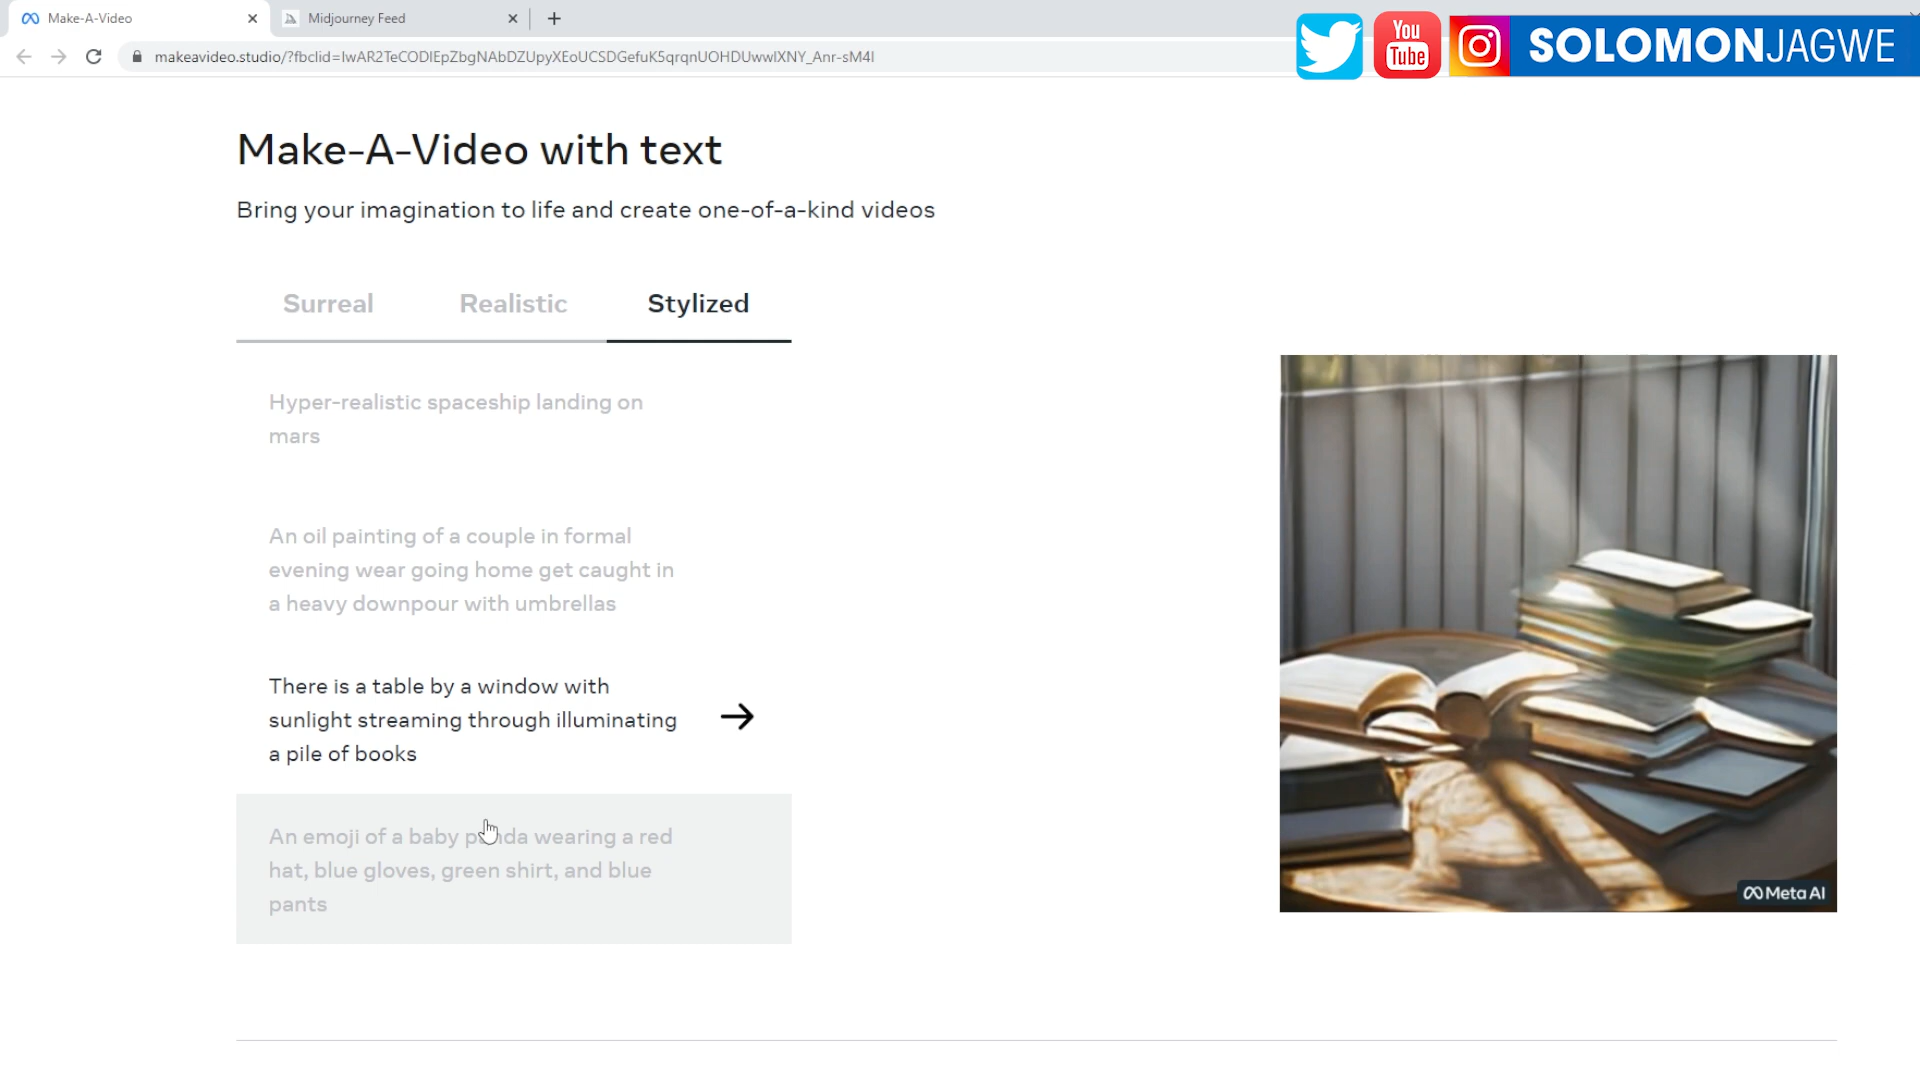 Make-A-Video
Midjourney Feed
makeavideo.studio/?fbclid=IwAR2TeCODIEpZbgNAbDZUpyXEoUCSDGefuK5qrqnUOHDUwwlXNY_Anr-sM4I
You
Tube
SOLOMONJAGWE
Make-A-Video with text
Bring your imagination to life and create one-of-a-kind videos
Surreal
Realistic
Stylized
Hyper-realistic spaceship landing on
mars
An oil painting of a couple in formal
evening wear going home get caught in
a heavy downpour with umbrellas
There is a table by a window with
sunlight streaming through illuminating
a pile of books
An emoji of a baby panda wearing a red
hat, blue gloves, green shirt, and blue
pants
Meta AI